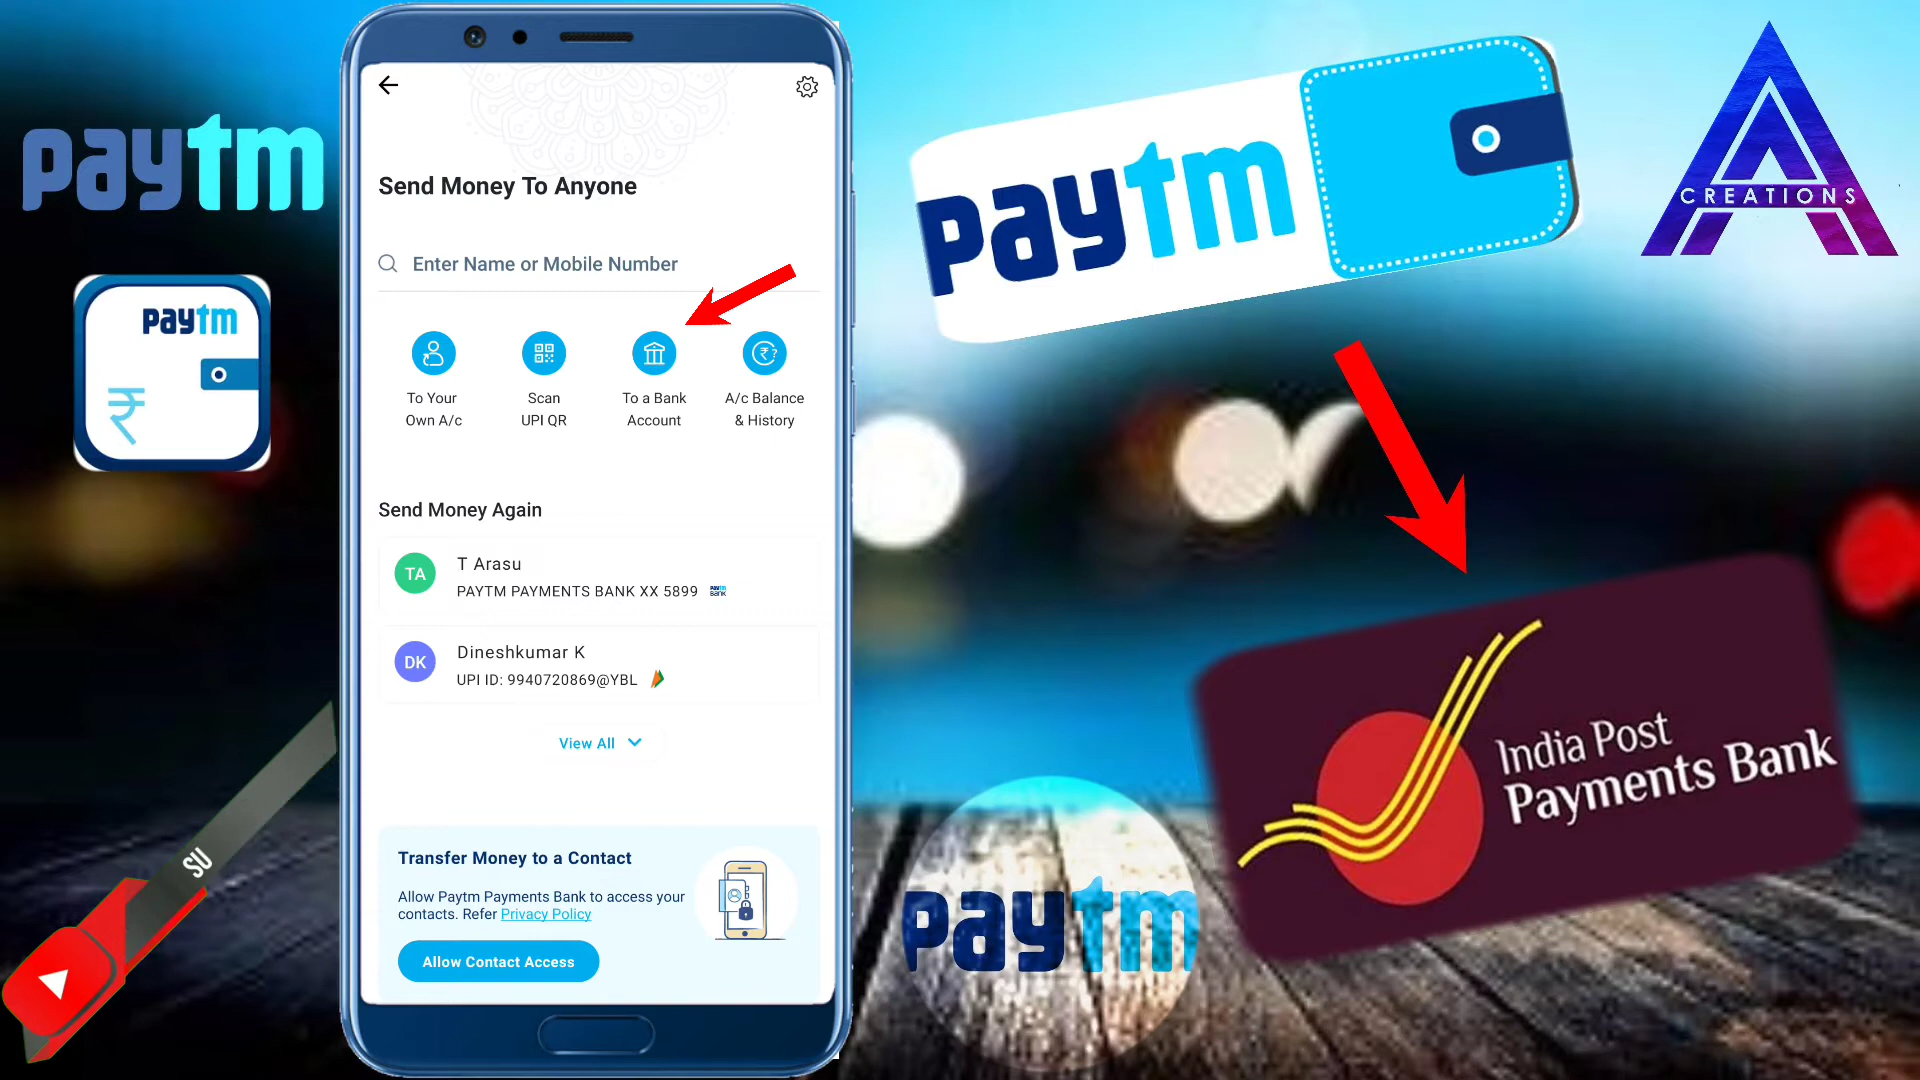 paytm
paytm
₹
SU
Send Money To Anyone
Enter Name or Mobile Number
To Your
Own A/c
Scan
UPI QR
To a Bank
Account
₹?
A/c Balance
& History
Send Money Again
TA
T Arasu
PAYTM PAYMENTS BANK XX 5899
paytm
BANK
DK
Dineshkumar K
UPI ID: 9940720869@YBL
View All
Transfer Money to a Contact
Allow Paytm Payments Bank to access your
contacts. Refer Privacy Policy
Allow Contact Access
paytm
CREATIONS
India Post
Payments Bank
paytm